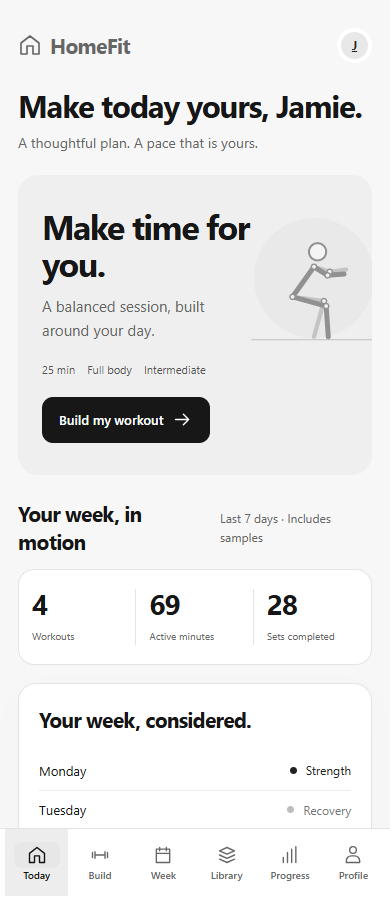 HomeFit
J
Make today yours, Jamie.
A thoughtful plan. A pace that is yours.
Make time for
you.
A balanced session, built
around your day.
25 min Full body Intermediate
Build my workout
Your week, in
motion
Last 7 days · Includes
samples
4 69 28
Workouts Active minutes Sets completed
Your week, considered.
Monday Strength
Tuesday Recovery
Today Build Week Library Progress Profile